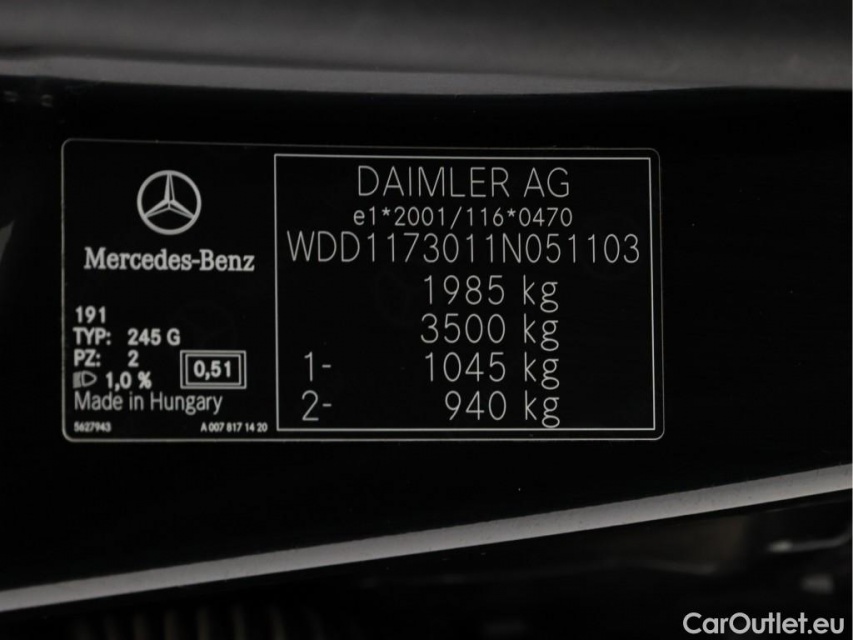 Mercedes-Benz
191
TYP: 245 G
PZ: 2
1,0 %
0,51
Made in Hungary
5627943
A 007 817 14 20
DAIMLER AG
e1*2001/116*0470
WDD1173011N051103
1985 kg
3500 kg
1- 1045 kg
2- 940 kg
CarOutlet.eu